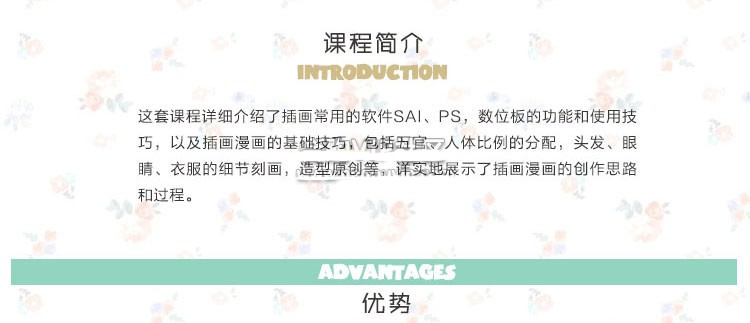 课程简介
INTRODUCTION
这套课程详细介绍了插画常用的软件SAI、PS，数位板的功能和使用技
巧，以及插画漫画的基础技巧，包括五官、人体比例的分配，头发、眼
睛、衣服的细节刻画，造型原创等，详实地展示了插画漫画的创作思路
和过程。
ADVANTAGES
优势